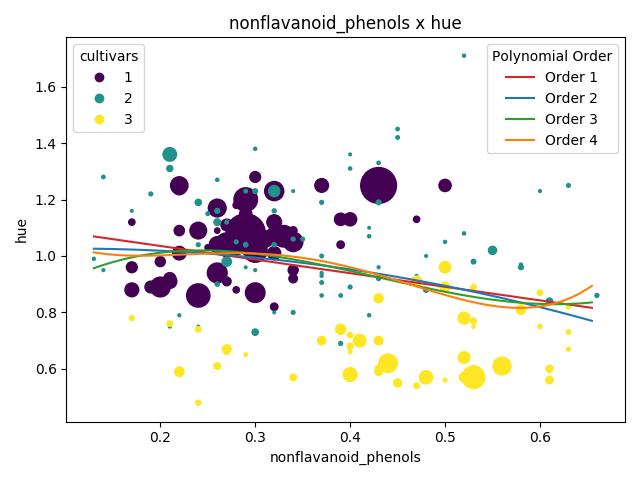 nonflavanoid_phenols x hue
cultivars
1
2
3
Polynomial Order
Order 1
Order 2
Order 3
Order 4
hue
1.6
1.4
1.2
1.0
0.8
0.6
0.2 0.3 0.4 0.5 0.6
nonflavanoid_phenols